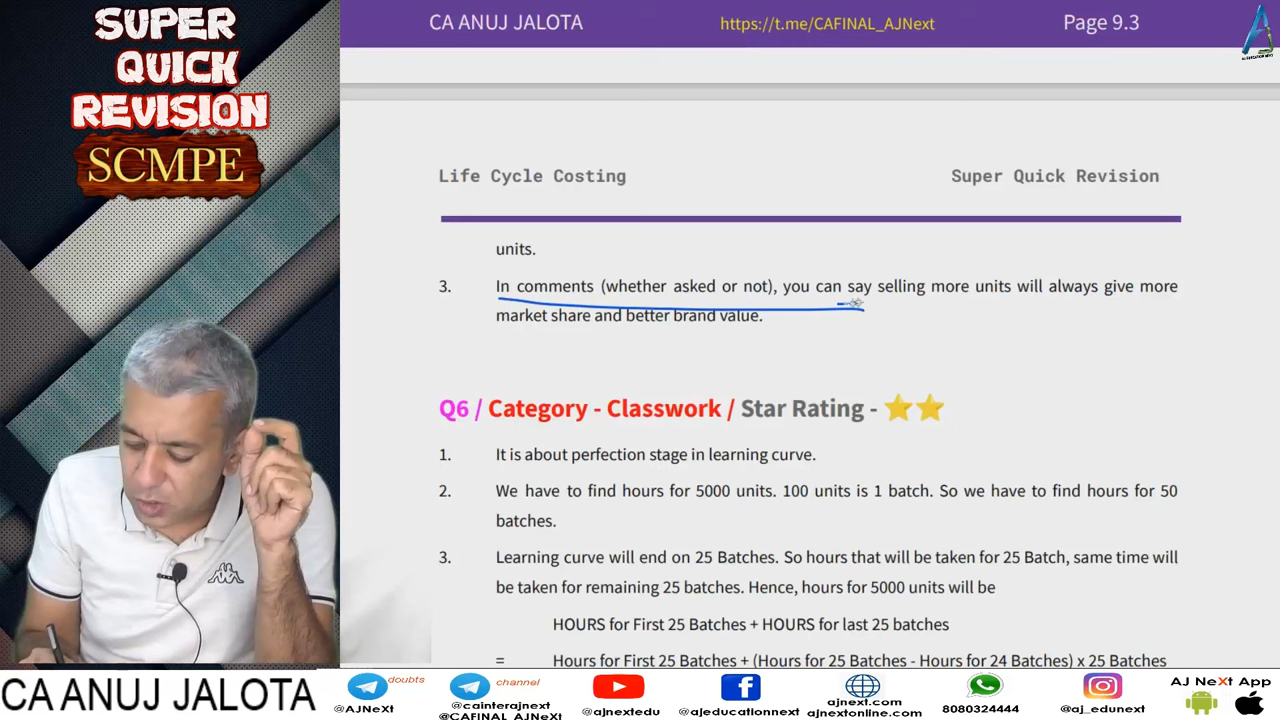 SUPER
QUICK
REVISION
SCMPE
CA ANUJ JALOTA https://t.me/CAFINAL_AJNext Page 9.3
Life Cycle Costing Super Quick Revision
units.
3. In comments (whether asked or not), you can say selling more units will always give more
market share and better brand value.
Q6 / Category - Classwork / Star Rating - ⭐⭐
1. It is about perfection stage in learning curve.
2. We have to find hours for 5000 units. 100 units is 1 batch. So we have to find hours for 50
batches.
3. Learning curve will end on 25 Batches. So hours that will be taken for 25 Batch, same time will
be taken for remaining 25 batches. Hence, hours for 5000 units will be
HOURS for First 25 Batches + HOURS for last 25 batches
= Hours for First 25 Batches + (Hours for 25 Batches - Hours for 24 Batches) x 25 Batches
CA ANUJ JALOTA
doubts
@AJNeXt
channel
@cainterajnext
@CAFINAL_AJNeXt
@ajnextedu
@ajeducationnext
ajnext.com
ajnextonline.com
8080324444
@aj_edunext
AJ NeXt App